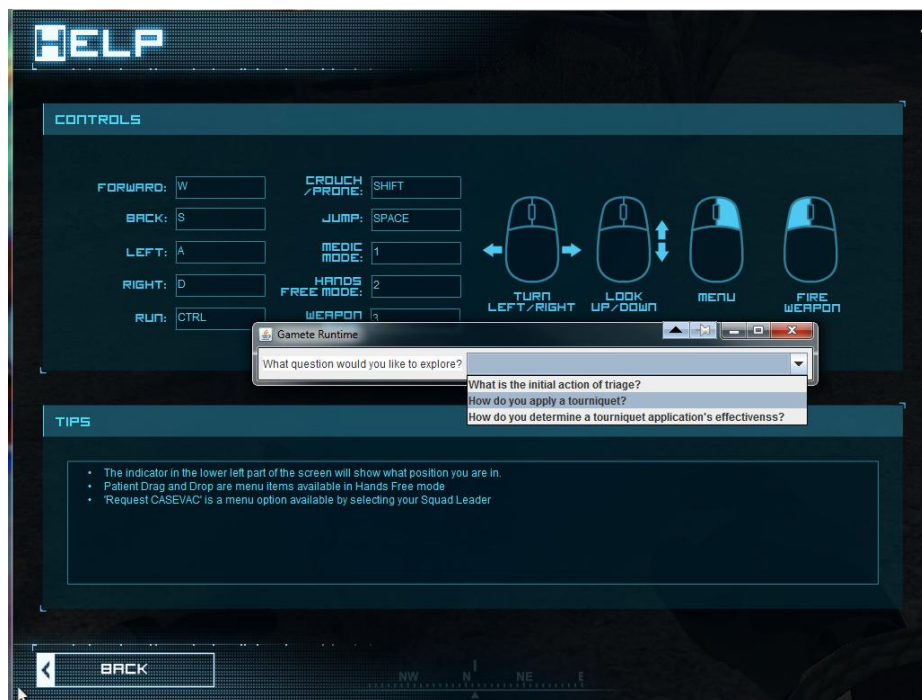 HELP
CONTROLS
FORWARD: W
BACK: S
LEFT: A
RIGHT: D
RUN: CTRL
CROUCH
/PRONE: SHIFT
JUMP: SPACE
MEDIC
MODE: 1
HANDS
FREE MODE: 2
WEAPON 3
TURN
LEFT/RIGHT
LOOK
UP/DOWN
MENU
FIRE
WEAPON
Gamete Runtime
What question would you like to explore?
What is the initial action of triage?
How do you apply a tourniquet?
How do you determine a tourniquet application's effectivenss?
TIPS
• The indicator in the lower left part of the screen will show what position you are in.
• Patient Drag and Drop are menu items available in Hands Free mode
• 'Request CASEVAC' is a menu option available by selecting your Squad Leader
BACK
NW N NE E